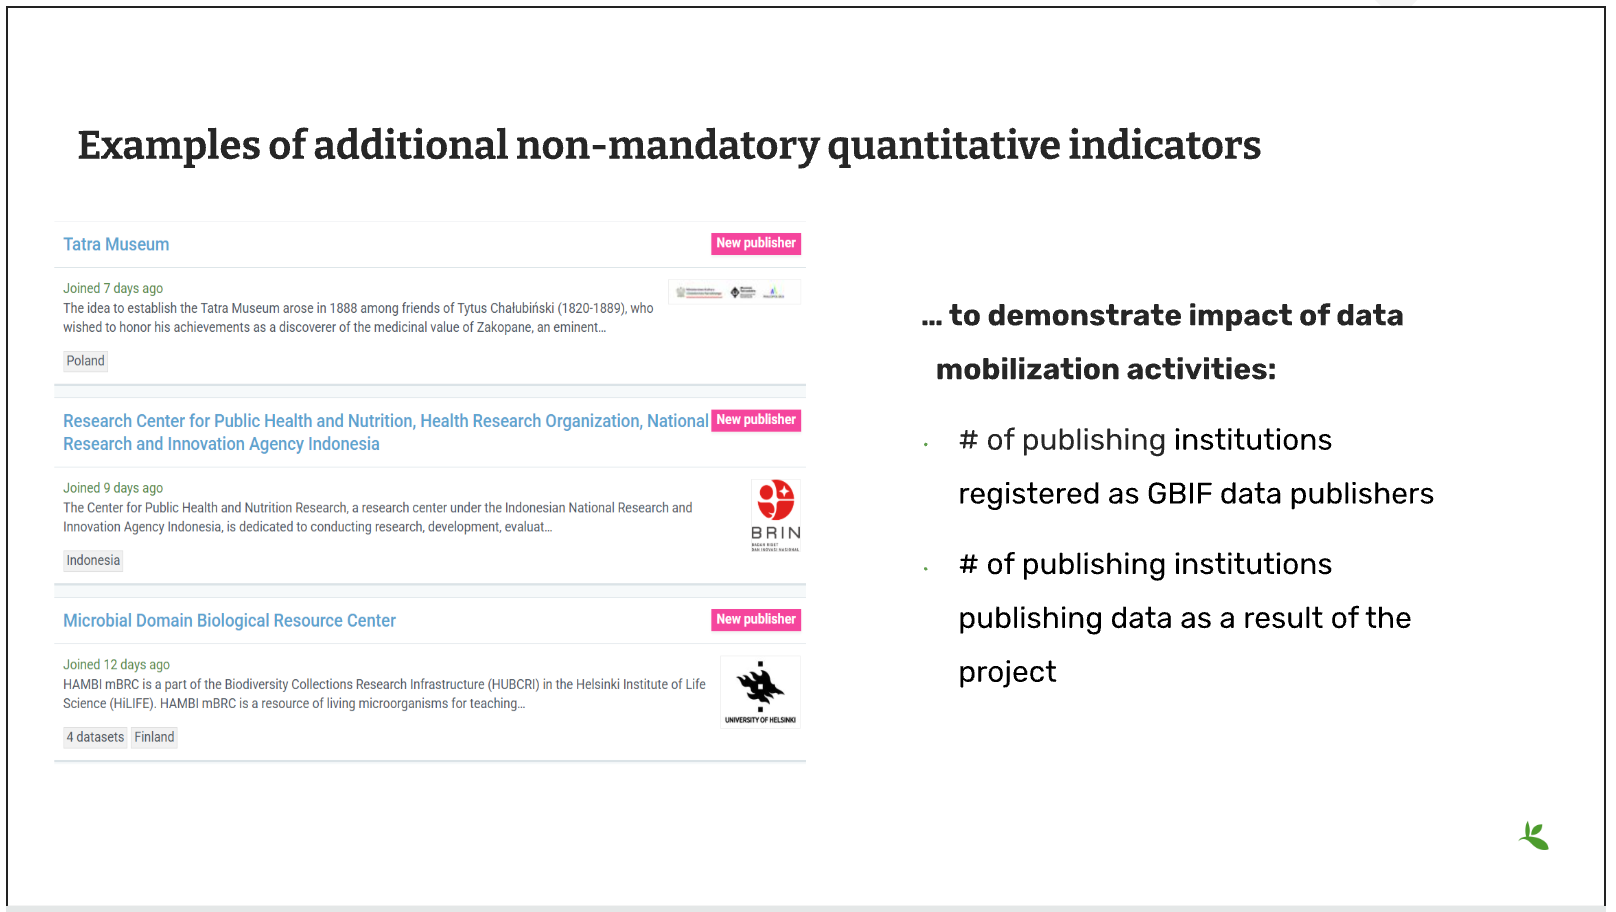 Examples of additional non-mandatory quantitative indicators
Tatra Museum
New publisher
Joined 7 days ago
The idea to establish the Tatra Museum arose in 1888 among friends of Tytus Chałubiński (1820-1889), who
wished to honor his achievements as a discoverer of the medicinal value of Zakopane, an eminent...
Poland
Research Center for Public Health and Nutrition, Health Research Organization, National
Research and Innovation Agency Indonesia
New publisher
Joined 9 days ago
The Center for Public Health and Nutrition Research, a research center under the Indonesian National Research and
Innovation Agency Indonesia, is dedicated to conducting research, development, evaluat...
BRIN
BADAN RISET
DAN INOVASI NASIONAL
Indonesia
Microbial Domain Biological Resource Center
New publisher
Joined 12 days ago
HAMBI mBRC is a part of the Biodiversity Collections Research Infrastructure (HUBCRI) in the Helsinki Institute of Life
Science (HiLIFE). HAMBI mBRC is a resource of living microorganisms for teaching...
UNIVERSITY OF HELSINKI
4 datasets Finland
... to demonstrate impact of data
mobilization activities:
# of publishing institutions
registered as GBIF data publishers
# of publishing institutions
publishing data as a result of the
project